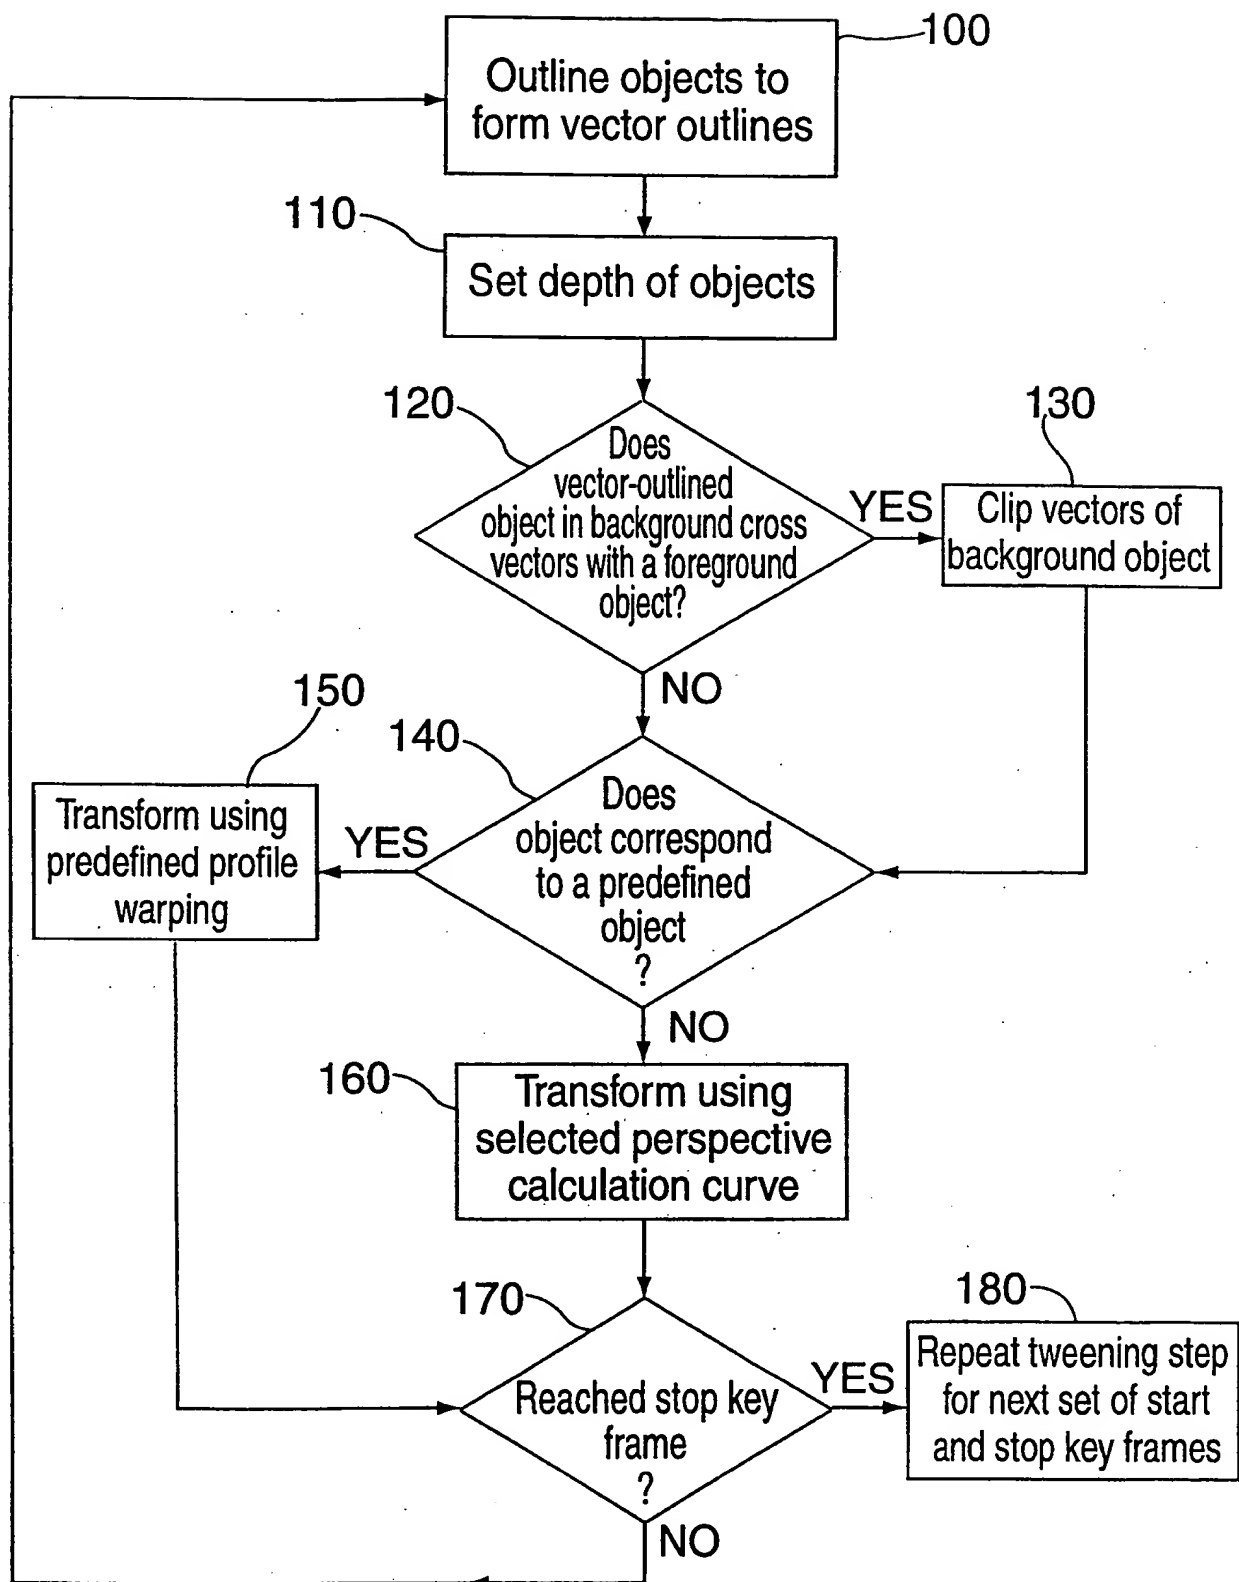 100
Outline objects to
form vector outlines
110
Set depth of objects
120
Does
vector-outlined
object in background cross
vectors with a foreground
object?
YES
130
Clip vectors of
background object
NO
140
Does
object correspond
to a predefined
object
?
YES
150
Transform using
predefined profile
warping
NO
160
Transform using
selected perspective
calculation curve
170
Reached stop key
frame
?
YES
180
Repeat tweening step
for next set of start
and stop key frames
NO